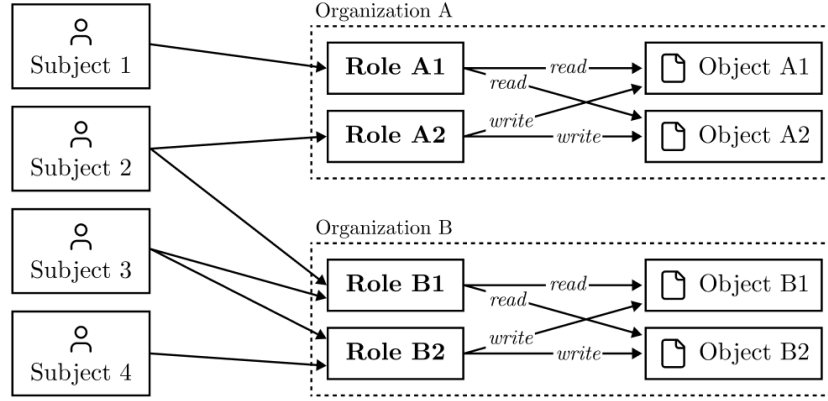 Subject 1
Subject 2
Subject 3
Subject 4
Organization A
Role A1
Role A2
read
read
write
write
Object A1
Object A2
Organization B
Role B1
Role B2
read
read
write
write
Object B1
Object B2